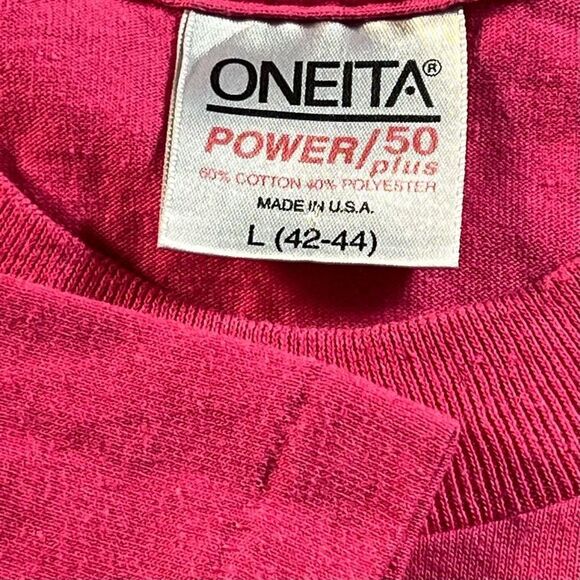 ONEITA®
POWER/50
plus
60% COTTON 40% POLYESTER
MADE IN U.S.A.
L (42-44)